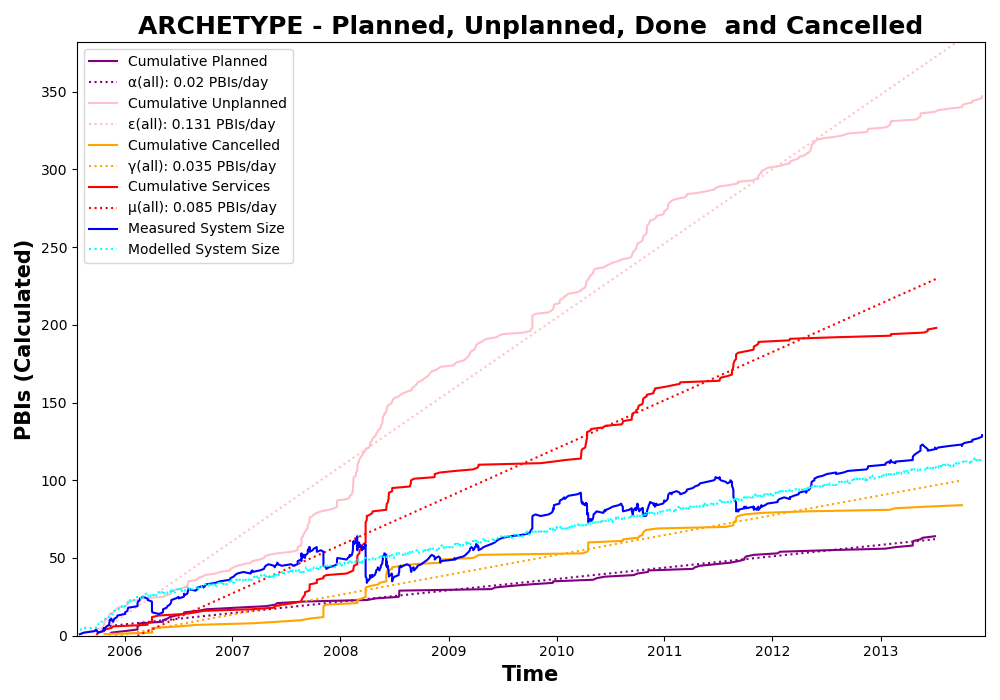 ARCHETYPE - Planned, Unplanned, Done  and Cancelled
Cumulative Planned
α(all): 0.02 PBIs/day
Cumulative Unplanned
ε(all): 0.131 PBIs/day
Cumulative Cancelled
γ(all): 0.035 PBIs/day
Cumulative Services
μ(all): 0.085 PBIs/day
Measured System Size
Modelled System Size
PBIs (Calculated)
350
300
250
200
150
100
50
0
2006 2007 2008 2009 2010 2011 2012 2013
Time